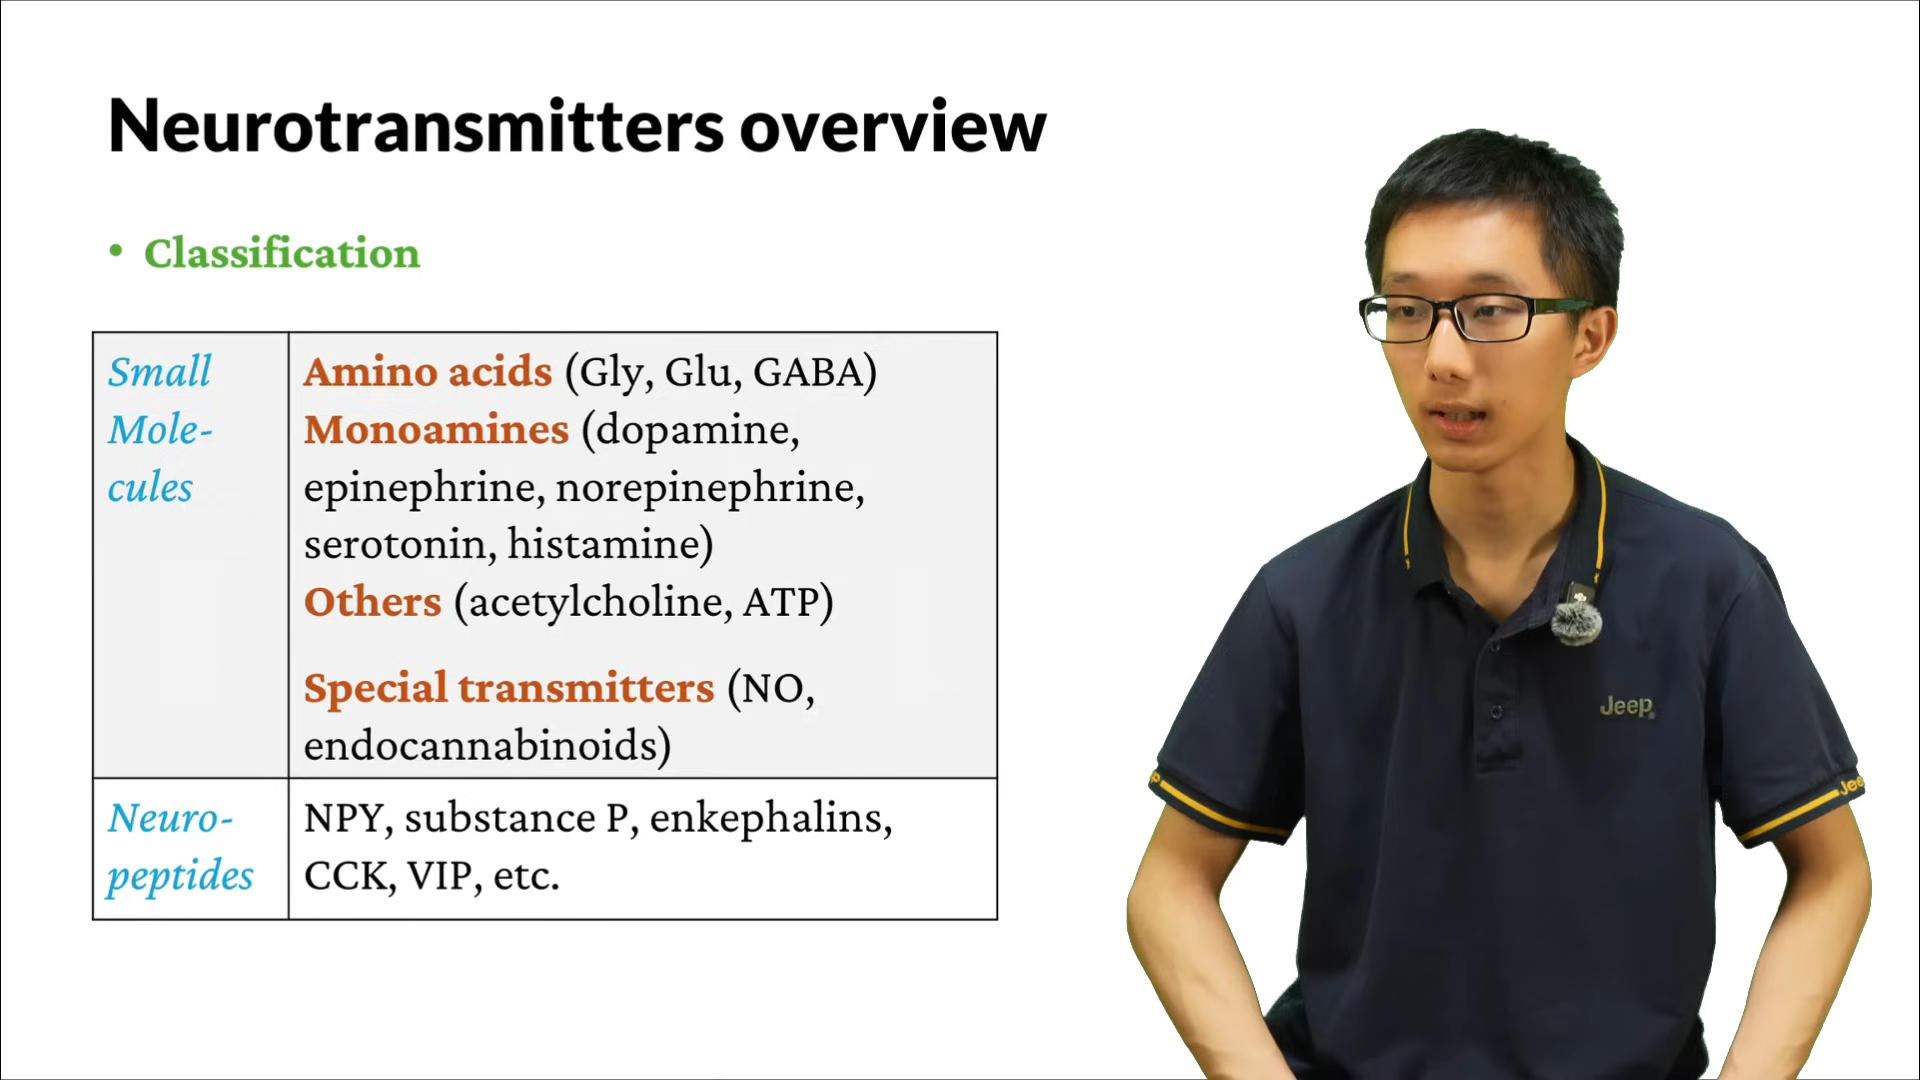 Neurotransmitters overview
• Classification
Small
Mole-
cules
Amino acids (Gly, Glu, GABA)
Monoamines (dopamine,
epinephrine, norepinephrine,
serotonin, histamine)
Others (acetylcholine, ATP)
Special transmitters (NO,
endocannabinoids)
Neuro-
peptides
NPY, substance P, enkephalins,
CCK, VIP, etc.
Jeep
Jee